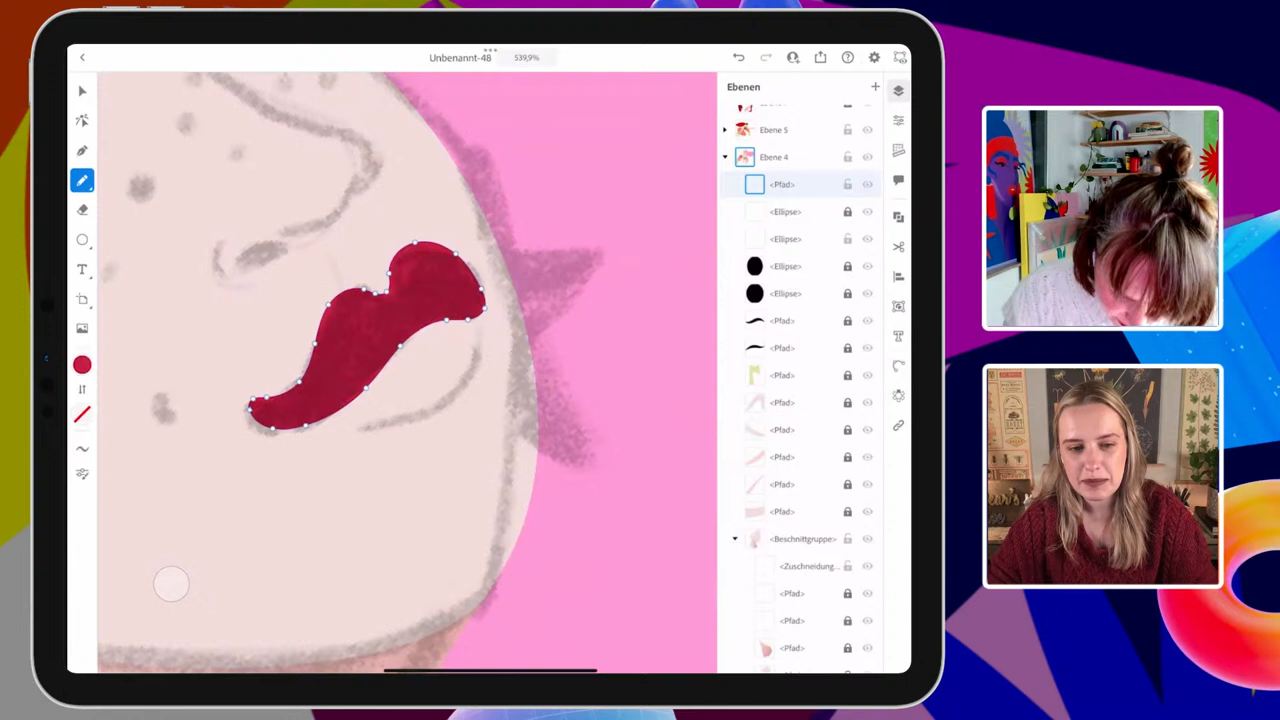 Unbenannt-48
539,9%
Ebenen
Ebene 5
Ebene 4
<Pfad>
<Ellipse>
<Ellipse>
<Ellipse>
<Ellipse>
<Pfad>
<Pfad>
<Pfad>
<Pfad>
<Pfad>
<Pfad>
<Pfad>
<Pfad>
<Beschnittgruppe>
<Zuschneidung...
<Pfad>
<Pfad>
<Pfad>